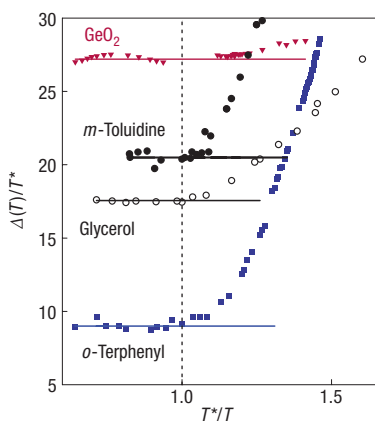 30
25
20
15
10
5
Δ(T)/T*
GeO₂
m-Toluidine
Glycerol
o-Terphenyl
1.0
1.5
T*/T